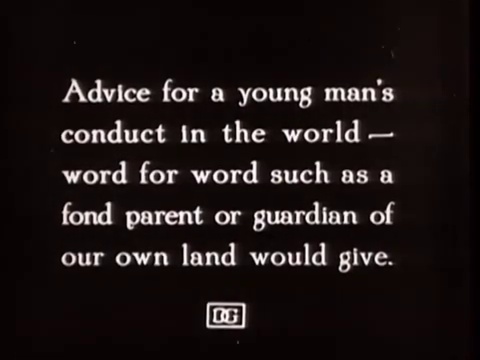 Advice for a young man's
conduct in the world —
word for word such as a
fond parent or guardian of
our own land would give.
DG